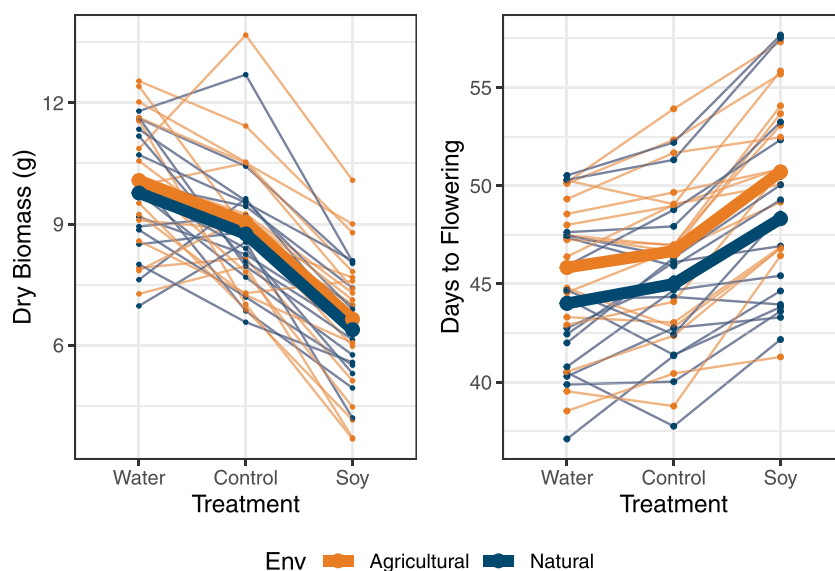 Dry Biomass (g)
12
9
6
Water Control Soy
Treatment
Days to Flowering
55
50
45
40
Water Control Soy
Treatment
Env Agricultural Natural